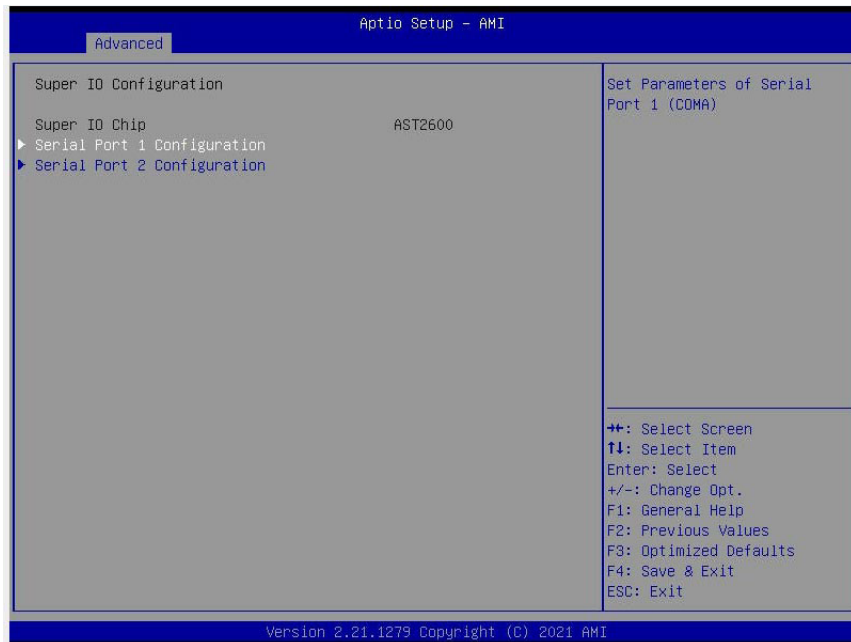 Aptio Setup - AMI
Advanced
Super IO Configuration
Super IO Chip AST2600
Serial Port 1 Configuration
Serial Port 2 Configuration
Set Parameters of Serial
Port 1 (COMA)
→←: Select Screen
↑↓: Select Item
Enter: Select
+/-: Change Opt.
F1: General Help
F2: Previous Values
F3: Optimized Defaults
F4: Save & Exit
ESC: Exit
Version 2.21.1279 Copyright (C) 2021 AMI